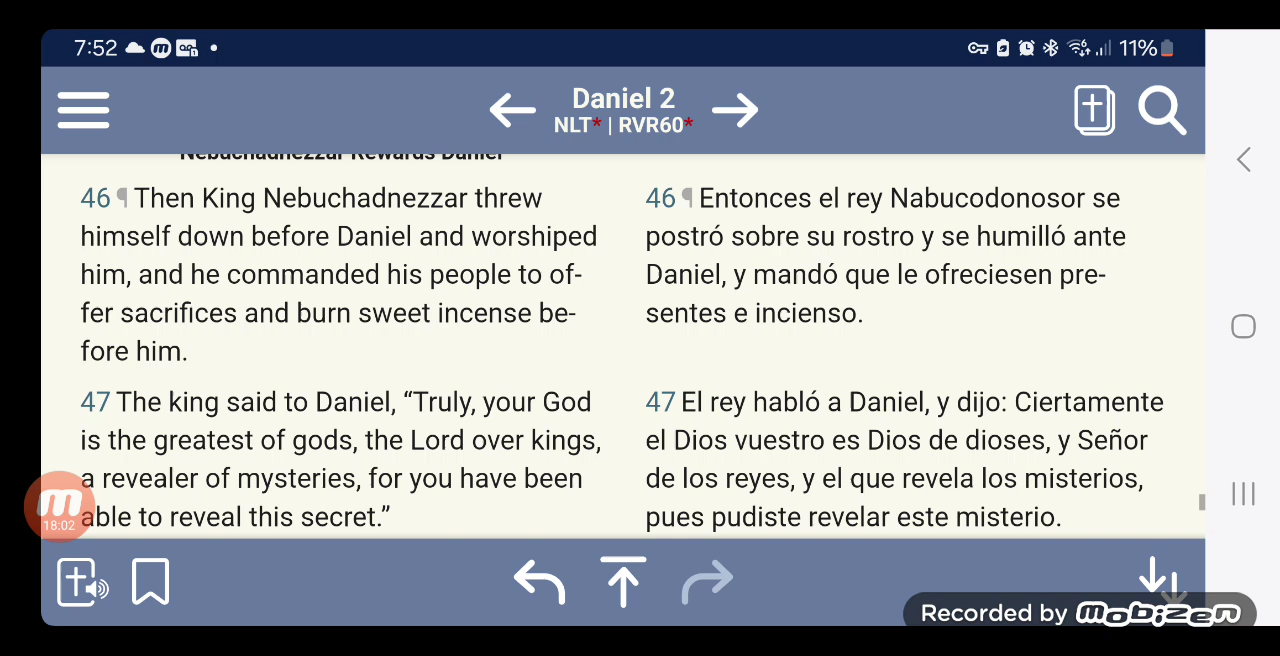 7:52
11%
Daniel 2
NLT* | RVR60*
Nebuchadnezzar Rewards Daniel
46 ¶ Then King Nebuchadnezzar threw
himself down before Daniel and worshiped
him, and he commanded his people to of-
fer sacrifices and burn sweet incense be-
fore him.
47 The king said to Daniel, “Truly, your God
is the greatest of gods, the Lord over kings,
a revealer of mysteries, for you have been
able to reveal this secret.”
46 ¶ Entonces el rey Nabucodonosor se
postró sobre su rostro y se humilló ante
Daniel, y mandó que le ofreciesen pre-
sentes e incienso.
47 El rey habló a Daniel, y dijo: Ciertamente
el Dios vuestro es Dios de dioses, y Señor
de los reyes, y el que revela los misterios,
pues pudiste revelar este misterio.
18:02
Recorded by Mobizen